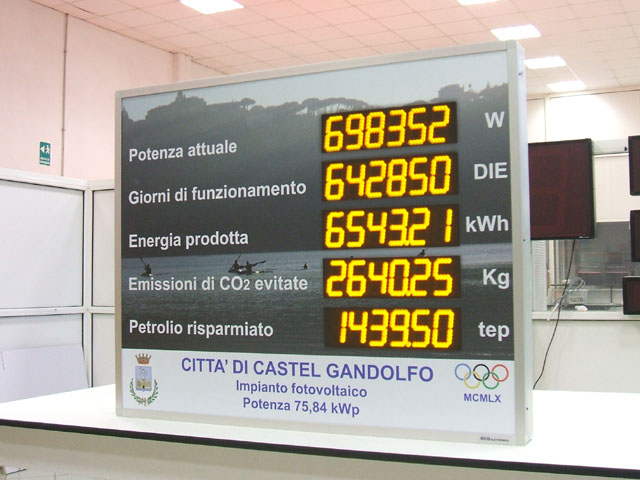 Potenza attuale 698352 W
Giorni di funzionamento 642850 DIE
Energia prodotta 6543.21 kWh
Emissioni di CO2 evitate 2640.25 Kg
Petrolio risparmiato 1439.50 tep
CITTA' DI CASTEL GANDOLFO
Impianto fotovoltaico
Potenza 75,84 kWp
MCMLX